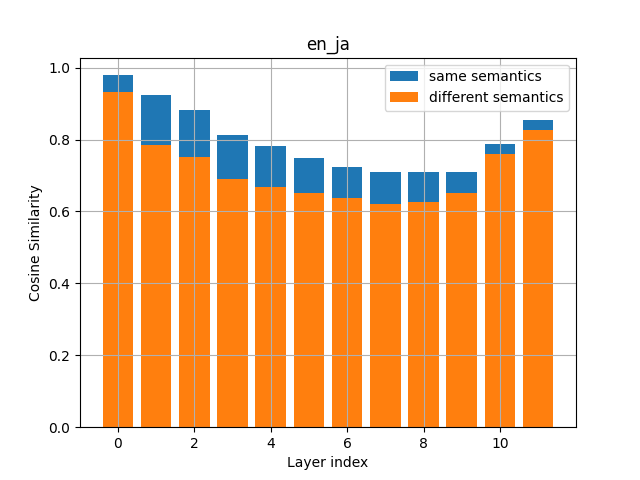 en_ja
same semantics
different semantics
Cosine Similarity
1.0
0.8
0.6
0.4
0.2
0.0
0 2 4 6 8 10
Layer index